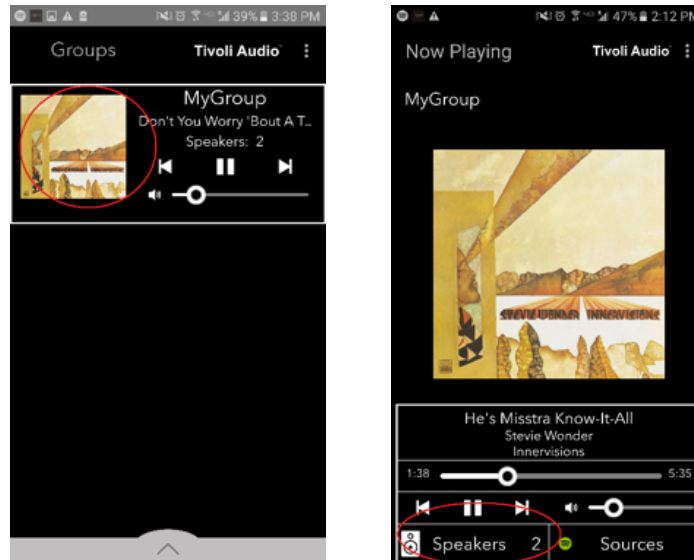 39% 3:38 PM
Groups
Tivoli Audio
MyGroup
Don't You Worry 'Bout A T..
Speakers: 2
47% 2:12 PM
Now Playing
Tivoli Audio
MyGroup
STEVIE WONDER INNERVISIONS
He's Misstra Know-It-All
Stevie Wonder
Innervisions
1:38
5:35
Speakers 2
Sources